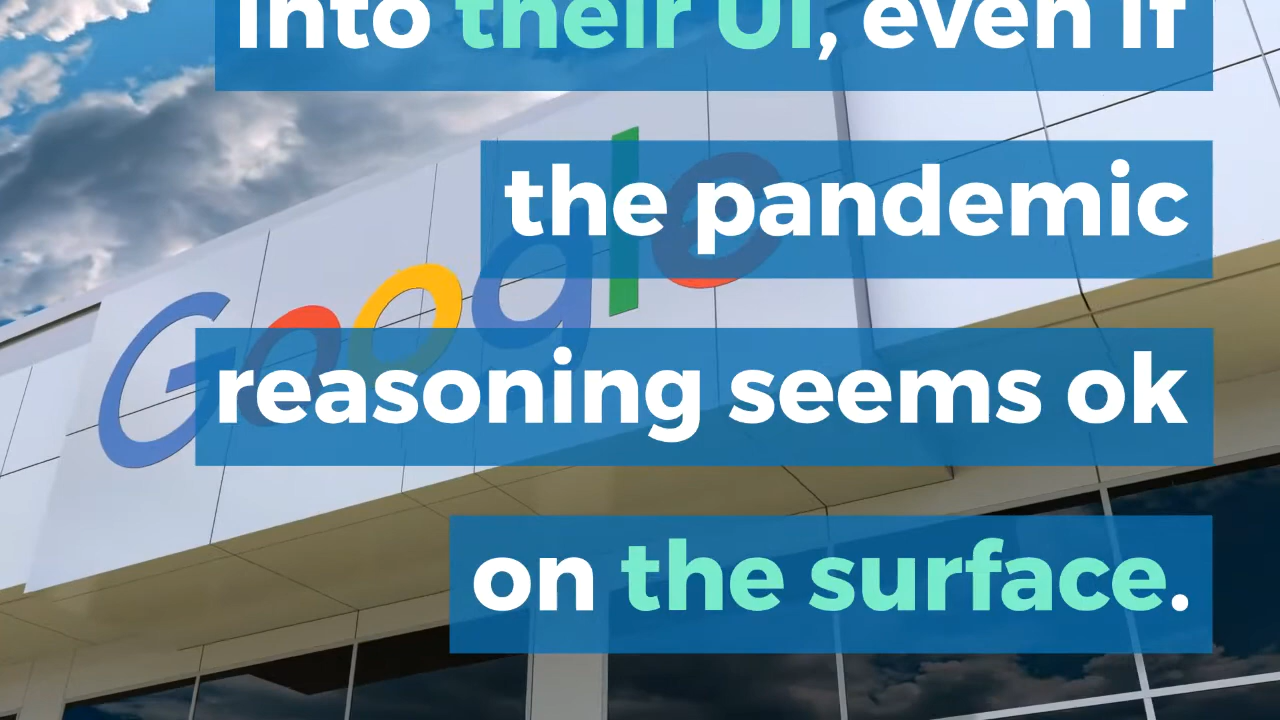 into their UI, even if
the pandemic
reasoning seems ok
on the surface.
Google